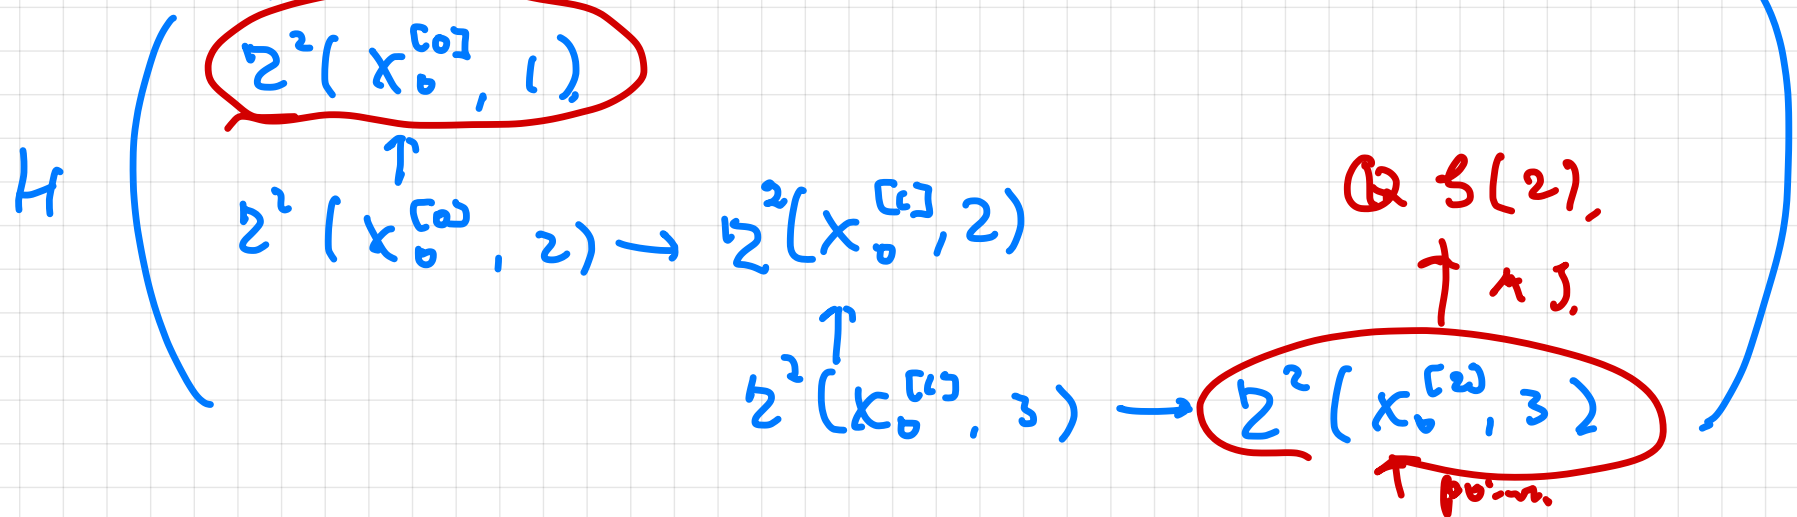 Z²(X₀^[0], 1)
H ( Z²(X₀^[0], 2) → Z²(X₀^[1], 2) )
ℚ ζ(2),
↑ × 3.
Z²(X₀^[1], 3) → Z²(X₀^[2], 3)